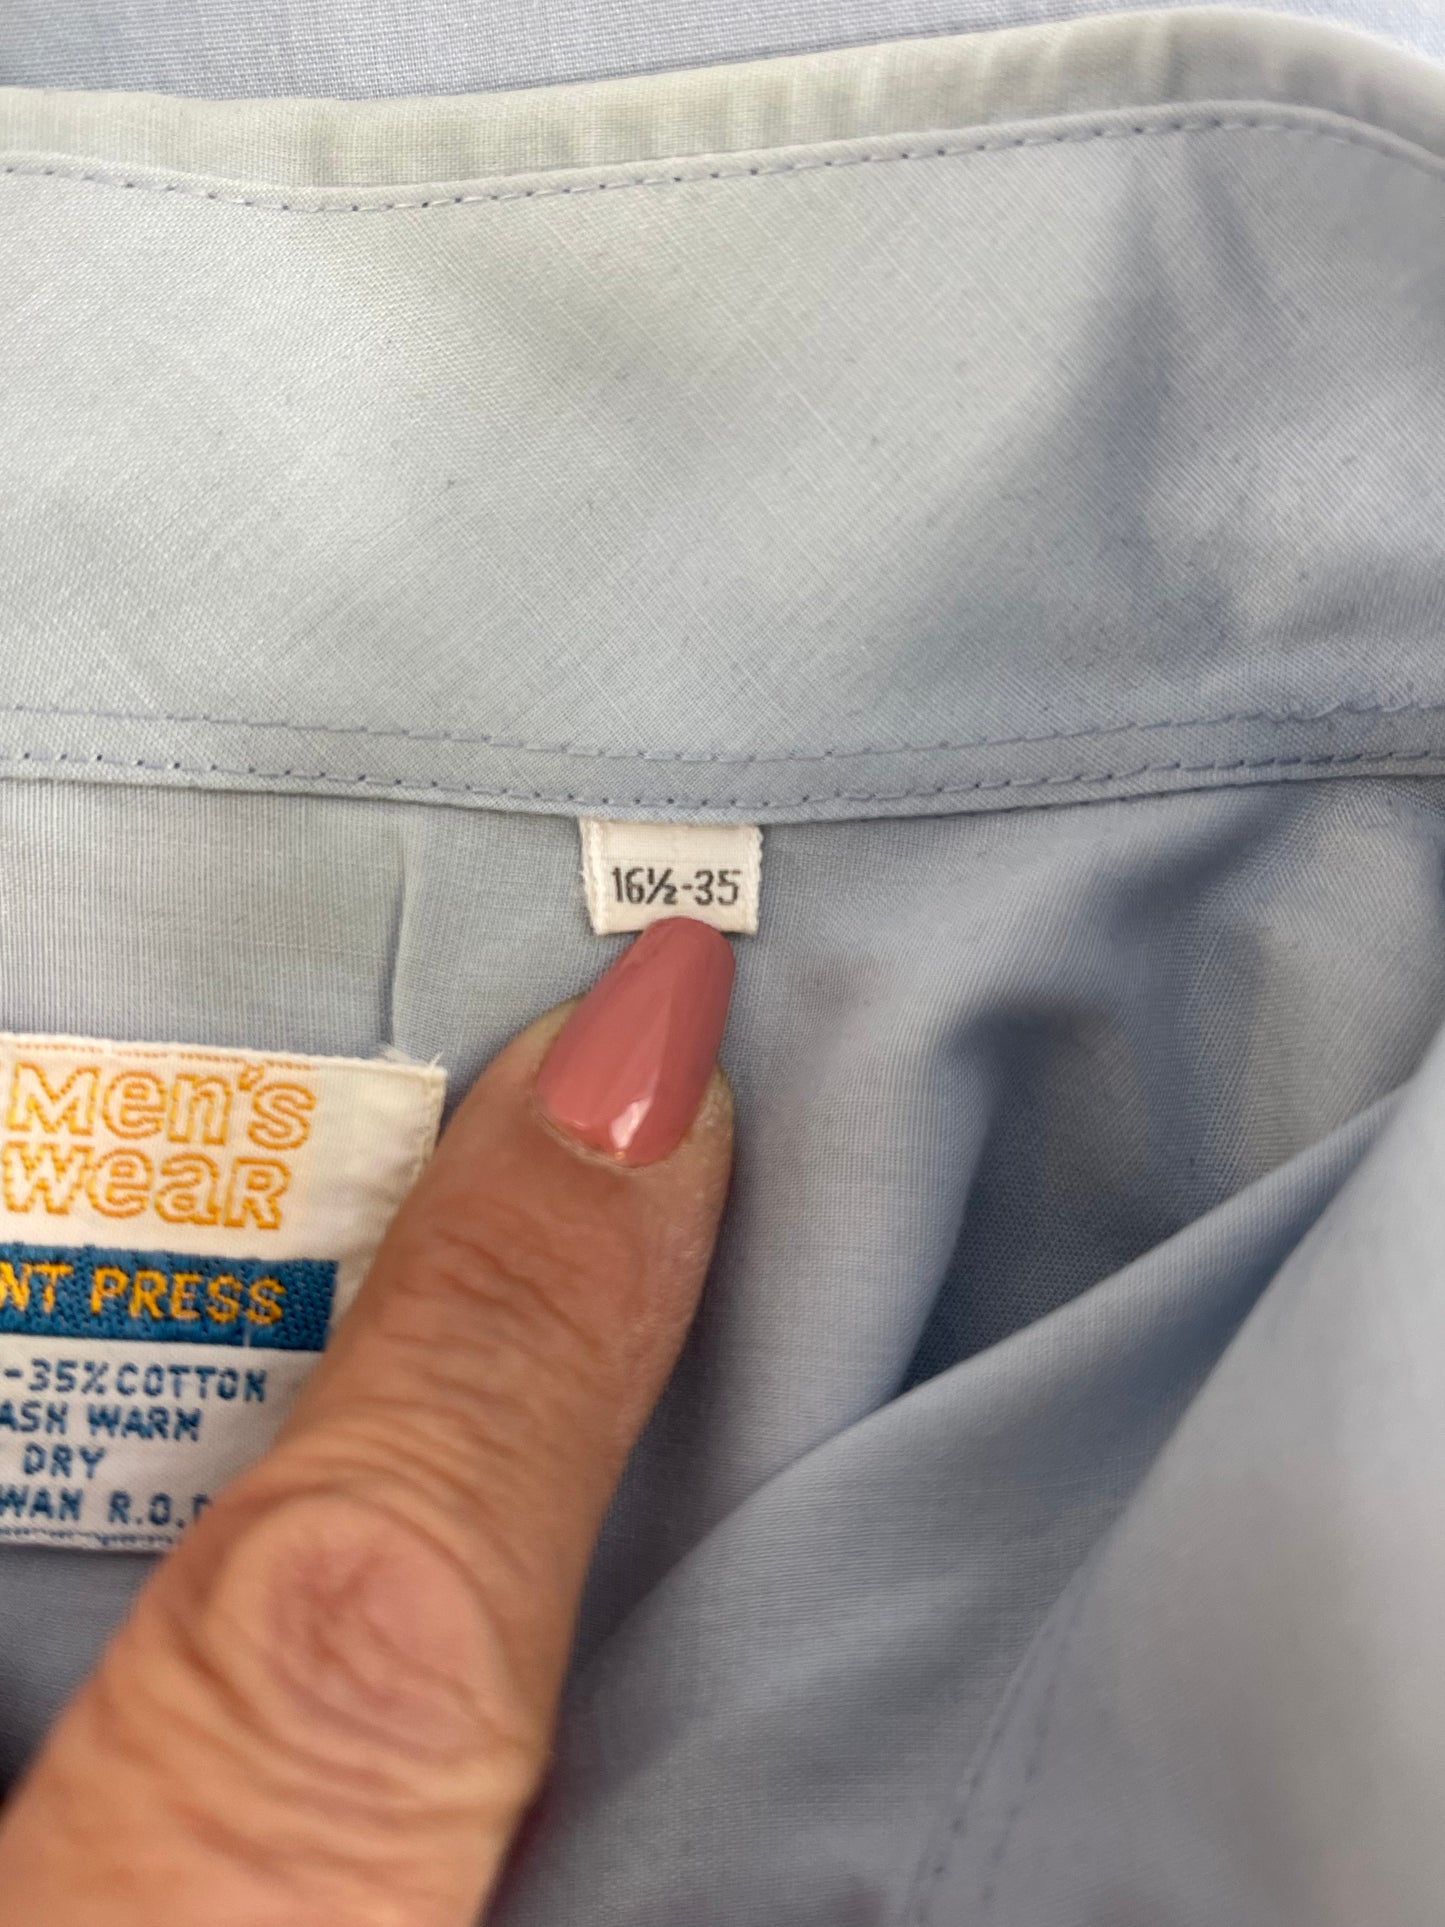 16½-35
Men's
Wear
NT PRESS
-35% COTTON
ASH WARM
DRY
WAN R.O.